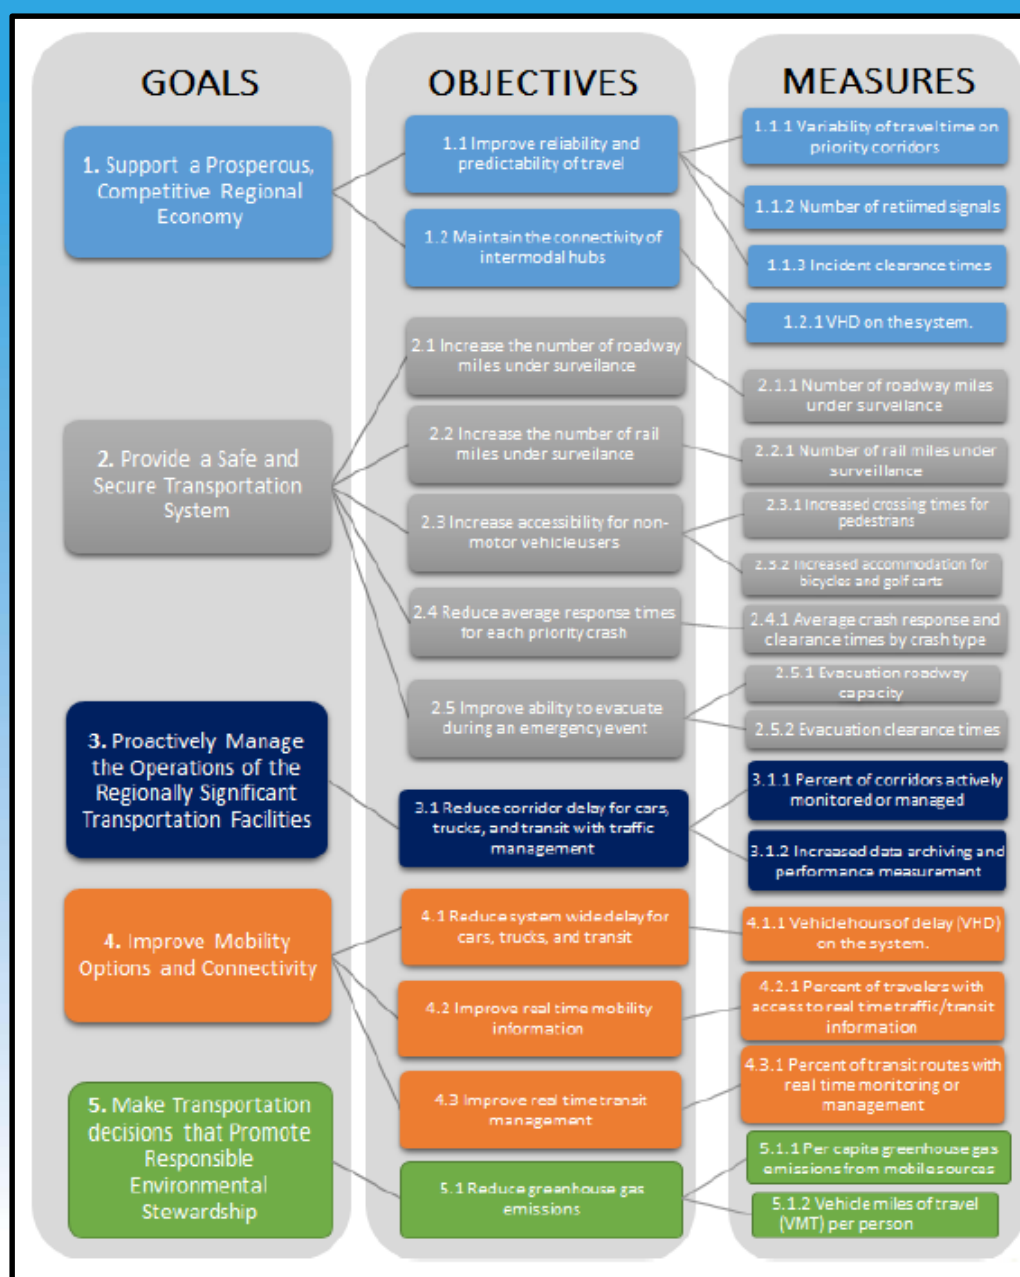 GOALS
OBJECTIVES
MEASURES
1. Support a Prosperous,
Competitive Regional
Economy
1.1 Improve reliability and
predictability of travel
1.2 Maintain the connectivity of
intermodal hubs
1.1.1 Variability of travel time on
priority corridors
1.1.2 Number of retiimed signals
1.1.3 Incident clearance times
1.2.1 VHD on the system.
2. Provide a Safe and
Secure Transportation
System
2.1 Increase the number of roadway
miles under surveilance
2.2 Increase the number of rail
miles under surveilance
2.3 Increase accessibility for non-
motor vehicle users
2.4 Reduce average response times
for each priority crash
2.5 Improve ability to evacuate
during an emergency event
2.1.1 Number of roadway miles
under surveilance
2.2.1 Number of rail miles under
surveillance
2.3.1 Increased crossing times for
pedestrans
2.3.2 Increased accommodation for
bicycles and golf carts
2.4.1 Average crash response and
clearance times by crash type
2.5.1 Evacuation roadway
capacity
2.5.2 Evacuation clearance times
3. Proactively Manage
the Operations of the
Regionally Significant
Transportation Facilities
3.1 Reduce corridor delay for cars,
trucks, and transit with traffic
management
3.1.1 Percent of corridors actively
monitored or managed
3.1.2 Increased data archiving and
performance measurement
4. Improve Mobility
Options and Connectivity
4.1 Reduce system wide delay for
cars, trucks, and transit
4.2 Improve real time mobility
information
4.3 Improve real time transit
management
4.1.1 Vehicle hours of delay (VHD)
on the system.
4.2.1 Percent of travelers with
access to real time traffic/transit
information
4.3.1 Percent of transit routes with
real time monitoring or
management
5. Make Transportation
decisions that Promote
Responsible
Environmental
Stewardship
5.1 Reduce greenhouse gas
emissions
5.1.1 Per capita greenhouse gas
emissions from mobile sources
5.1.2 Vehicle miles of travel
(VMT) per person